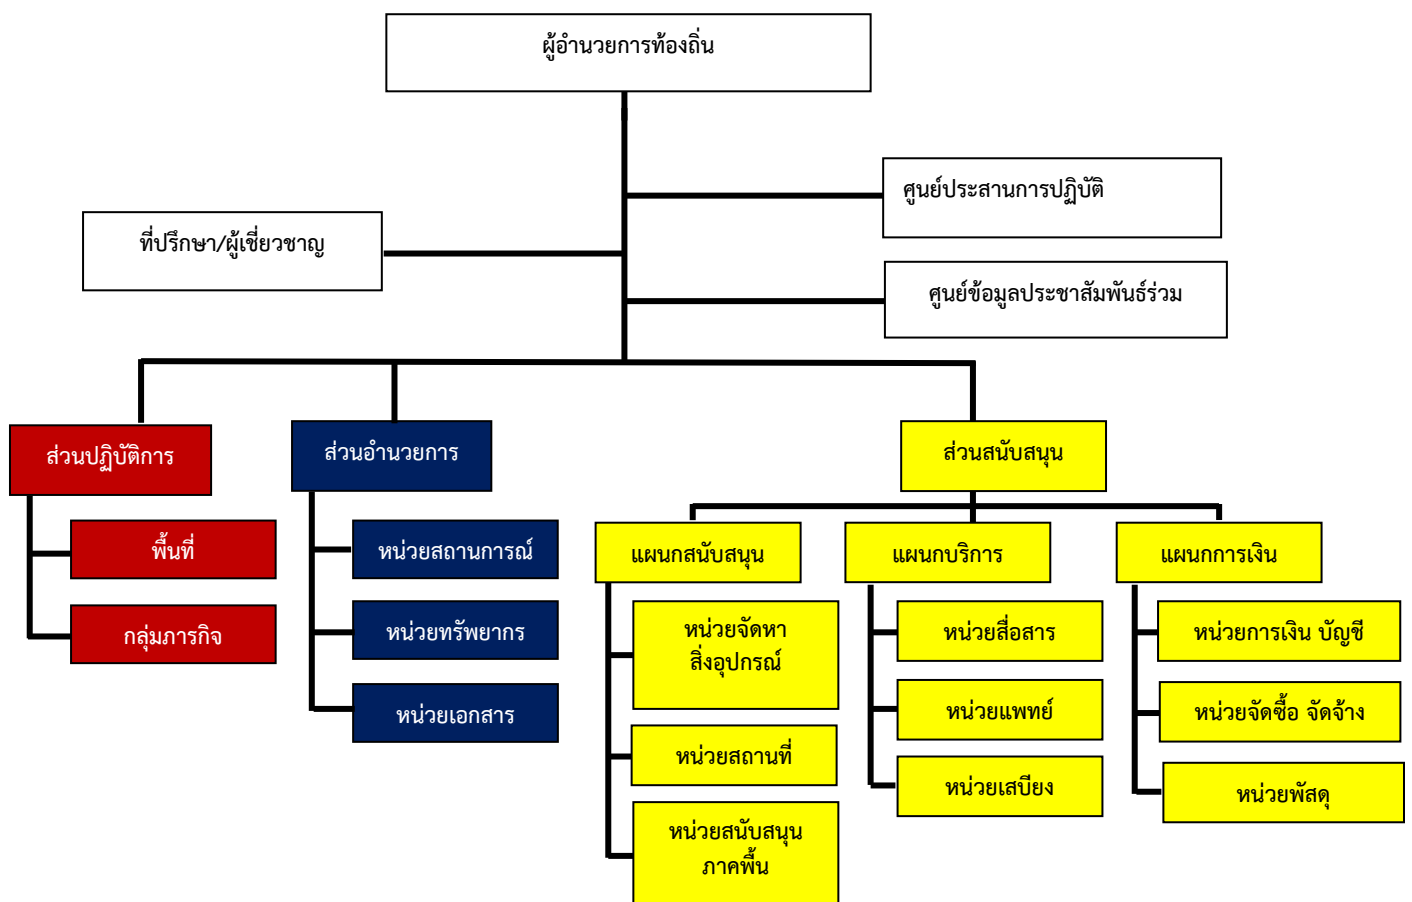 ผู้อำนวยการท้องถิ่น
ศูนย์ประสานการปฏิบัติ
ที่ปรึกษา/ผู้เชี่ยวชาญ
ศูนย์ข้อมูลประชาสัมพันธ์ร่วม
ส่วนปฏิบัติการ
พื้นที่
กลุ่มภารกิจ
ส่วนอำนวยการ
หน่วยสถานการณ์
หน่วยทรัพยากร
หน่วยเอกสาร
ส่วนสนับสนุน
แผนกสนับสนุน
หน่วยจัดหา
สิ่งอุปกรณ์
หน่วยสถานที่
หน่วยสนับสนุน
ภาคพื้น
แผนกบริการ
หน่วยสื่อสาร
หน่วยแพทย์
หน่วยเสบียง
แผนกการเงิน
หน่วยการเงิน บัญชี
หน่วยจัดซื้อ จัดจ้าง
หน่วยพัสดุ